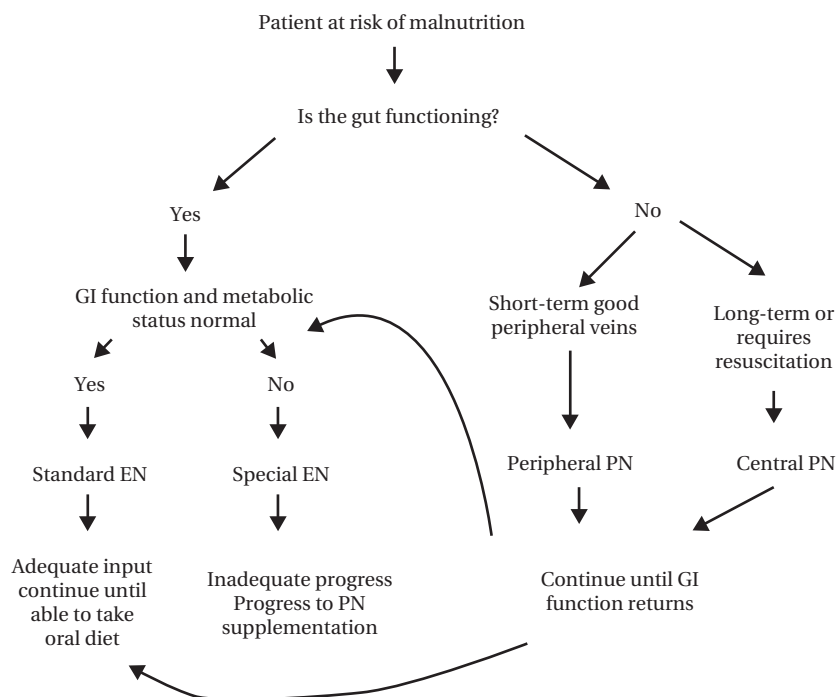 Patient at risk of malnutrition
Is the gut functioning?
Yes
No
GI function and metabolic
status normal
Short-term good
peripheral veins
Long-term or
requires
resuscitation
Yes
No
Standard EN
Special EN
Peripheral PN
Central PN
Adequate input
continue until
able to take
oral diet
Inadequate progress
Progress to PN
supplementation
Continue until GI
function returns